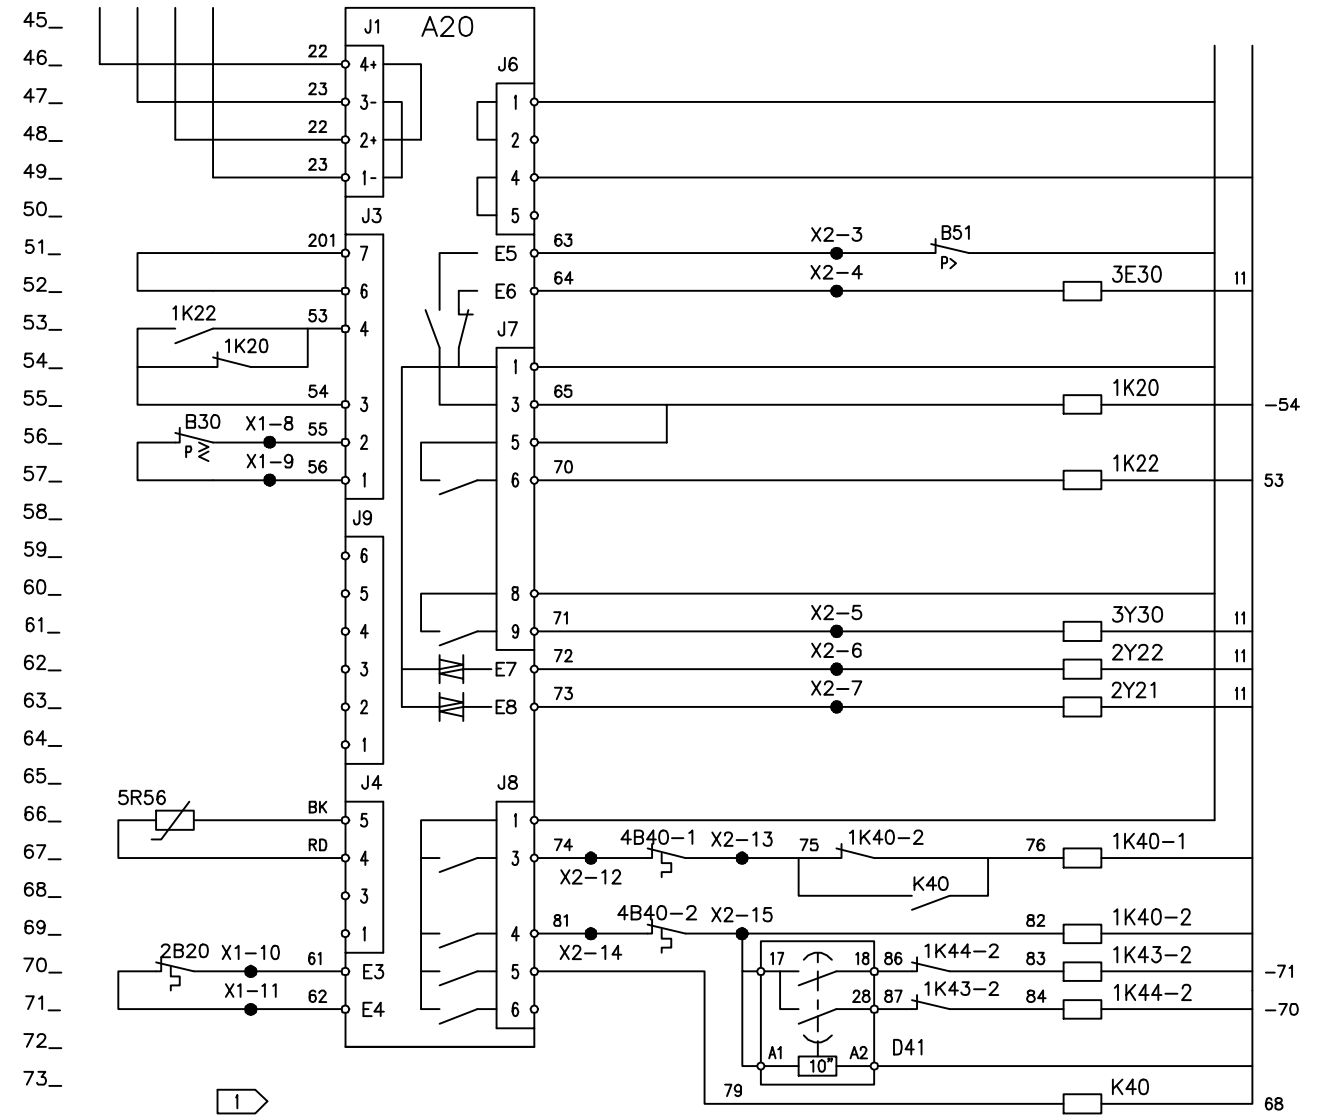 45_ J1 A20
46_ 22 4+ J6
47_ 23 3- 1
48_ 22 2+ 2
49_ 23 1- 4
50_ J3 5
51_ 201 7 E5 63 X2-3 B51 P>
52_ 6 E6 64 X2-4 3E30 11
53_ 1K22 53 4 J7
54_ 1K20 1
55_ 54 3 3 65 1K20 -54
56_ B30 P X1-8 55 2 5
57_ X1-9 56 1 6 70 1K22 53
58_ J9
59_ 6
60_ 5 8
61_ 4 9 71 X2-5 3Y30 11
62_ 3 E7 72 X2-6 2Y22 11
63_ 2 E8 73 X2-7 2Y21 11
64_ 1
65_ J4 J8
66_ 5R56 BK 5 1
67_ RD 4 3 74 X2-12 4B40-1 X2-13 75 1K40-2 76 1K40-1
68_ 3 K40
69_ 1 4 81 X2-14 4B40-2 X2-15 82 1K40-2
70_ 2B20 X1-10 61 E3 5 17 18 86 1K44-2 83 1K43-2 -71
71_ X1-11 62 E4 6 28 87 1K43-2 84 1K44-2 -70
72_ A1 10" A2 D41
73_ 1 79 K40 68